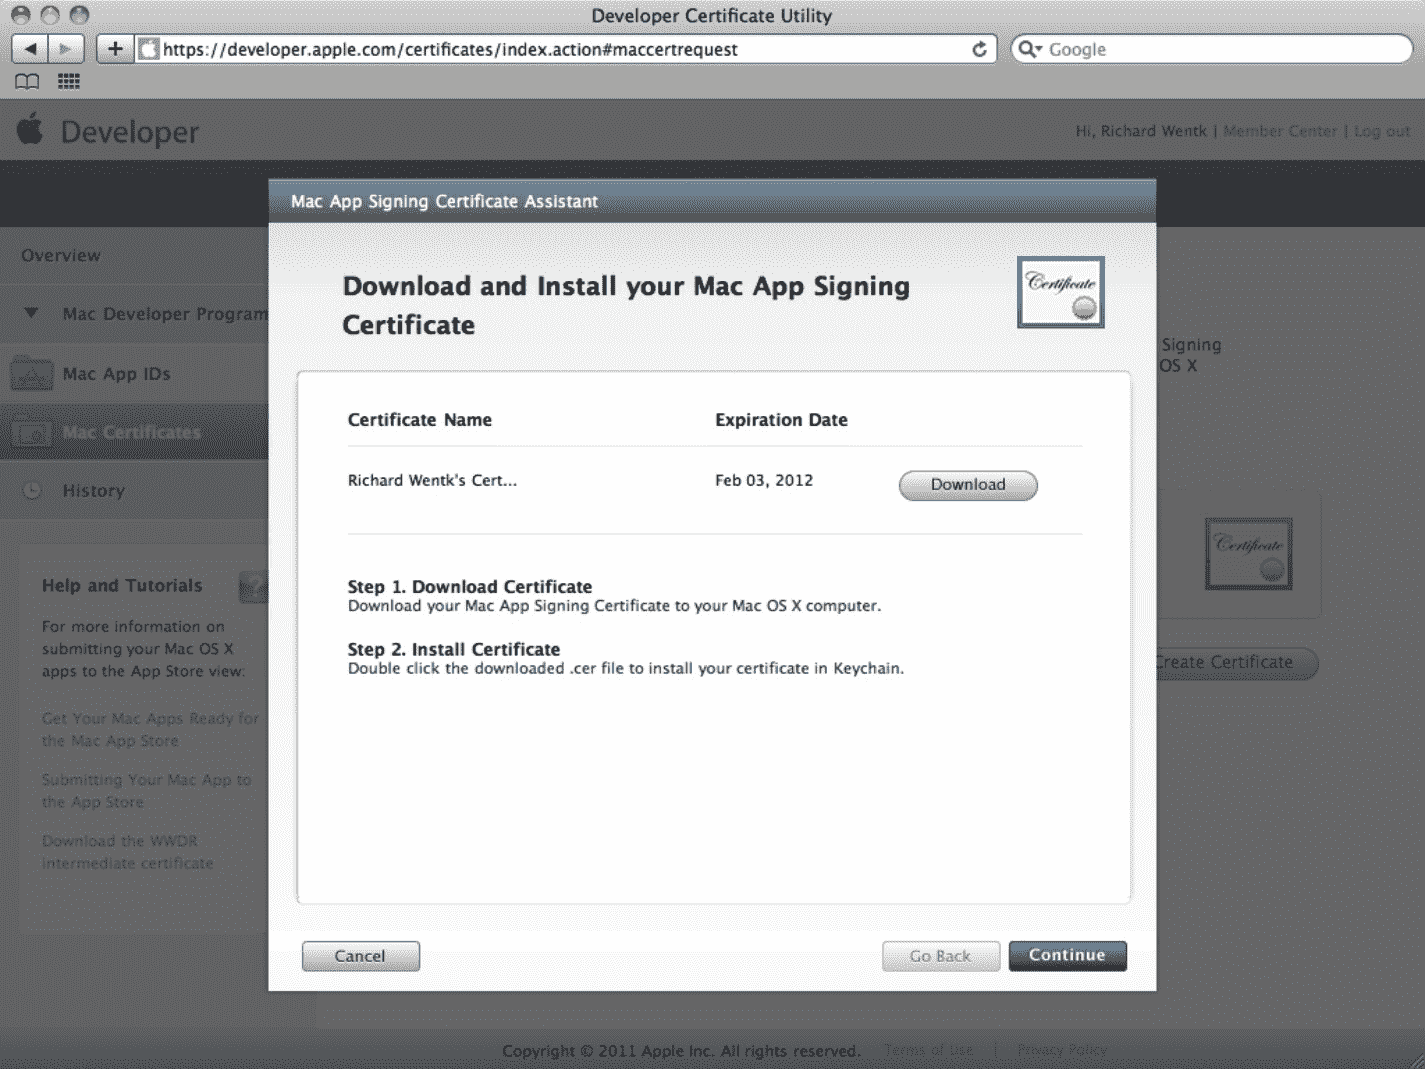 Developer Certificate Utility
https://developer.apple.com/certificates/index.action#maccertrequest
Google
Developer
Hi, Richard Wentk | Member Center | Log out
Mac App Signing Certificate Assistant
Overview
Mac Developer Program
Mac App IDs
Mac Certificates
History
Help and Tutorials
?
For more information on
submitting your Mac OS X
apps to the App Store view:
Get Your Mac Apps Ready for
the Mac App Store
Submitting Your Mac App to
the App Store
Download the WWDR
intermediate certificate
Download and Install your Mac App Signing
Certificate
Certificate
Certificate Name Expiration Date
Richard Wentk's Cert... Feb 03, 2012 Download
Step 1. Download Certificate
Download your Mac App Signing Certificate to your Mac OS X computer.
Step 2. Install Certificate
Double click the downloaded .cer file to install your certificate in Keychain.
Cancel Go Back Continue
Signing
OS X
Certificate
Create Certificate
Copyright © 2011 Apple Inc. All rights reserved. Terms of Use | Privacy Policy